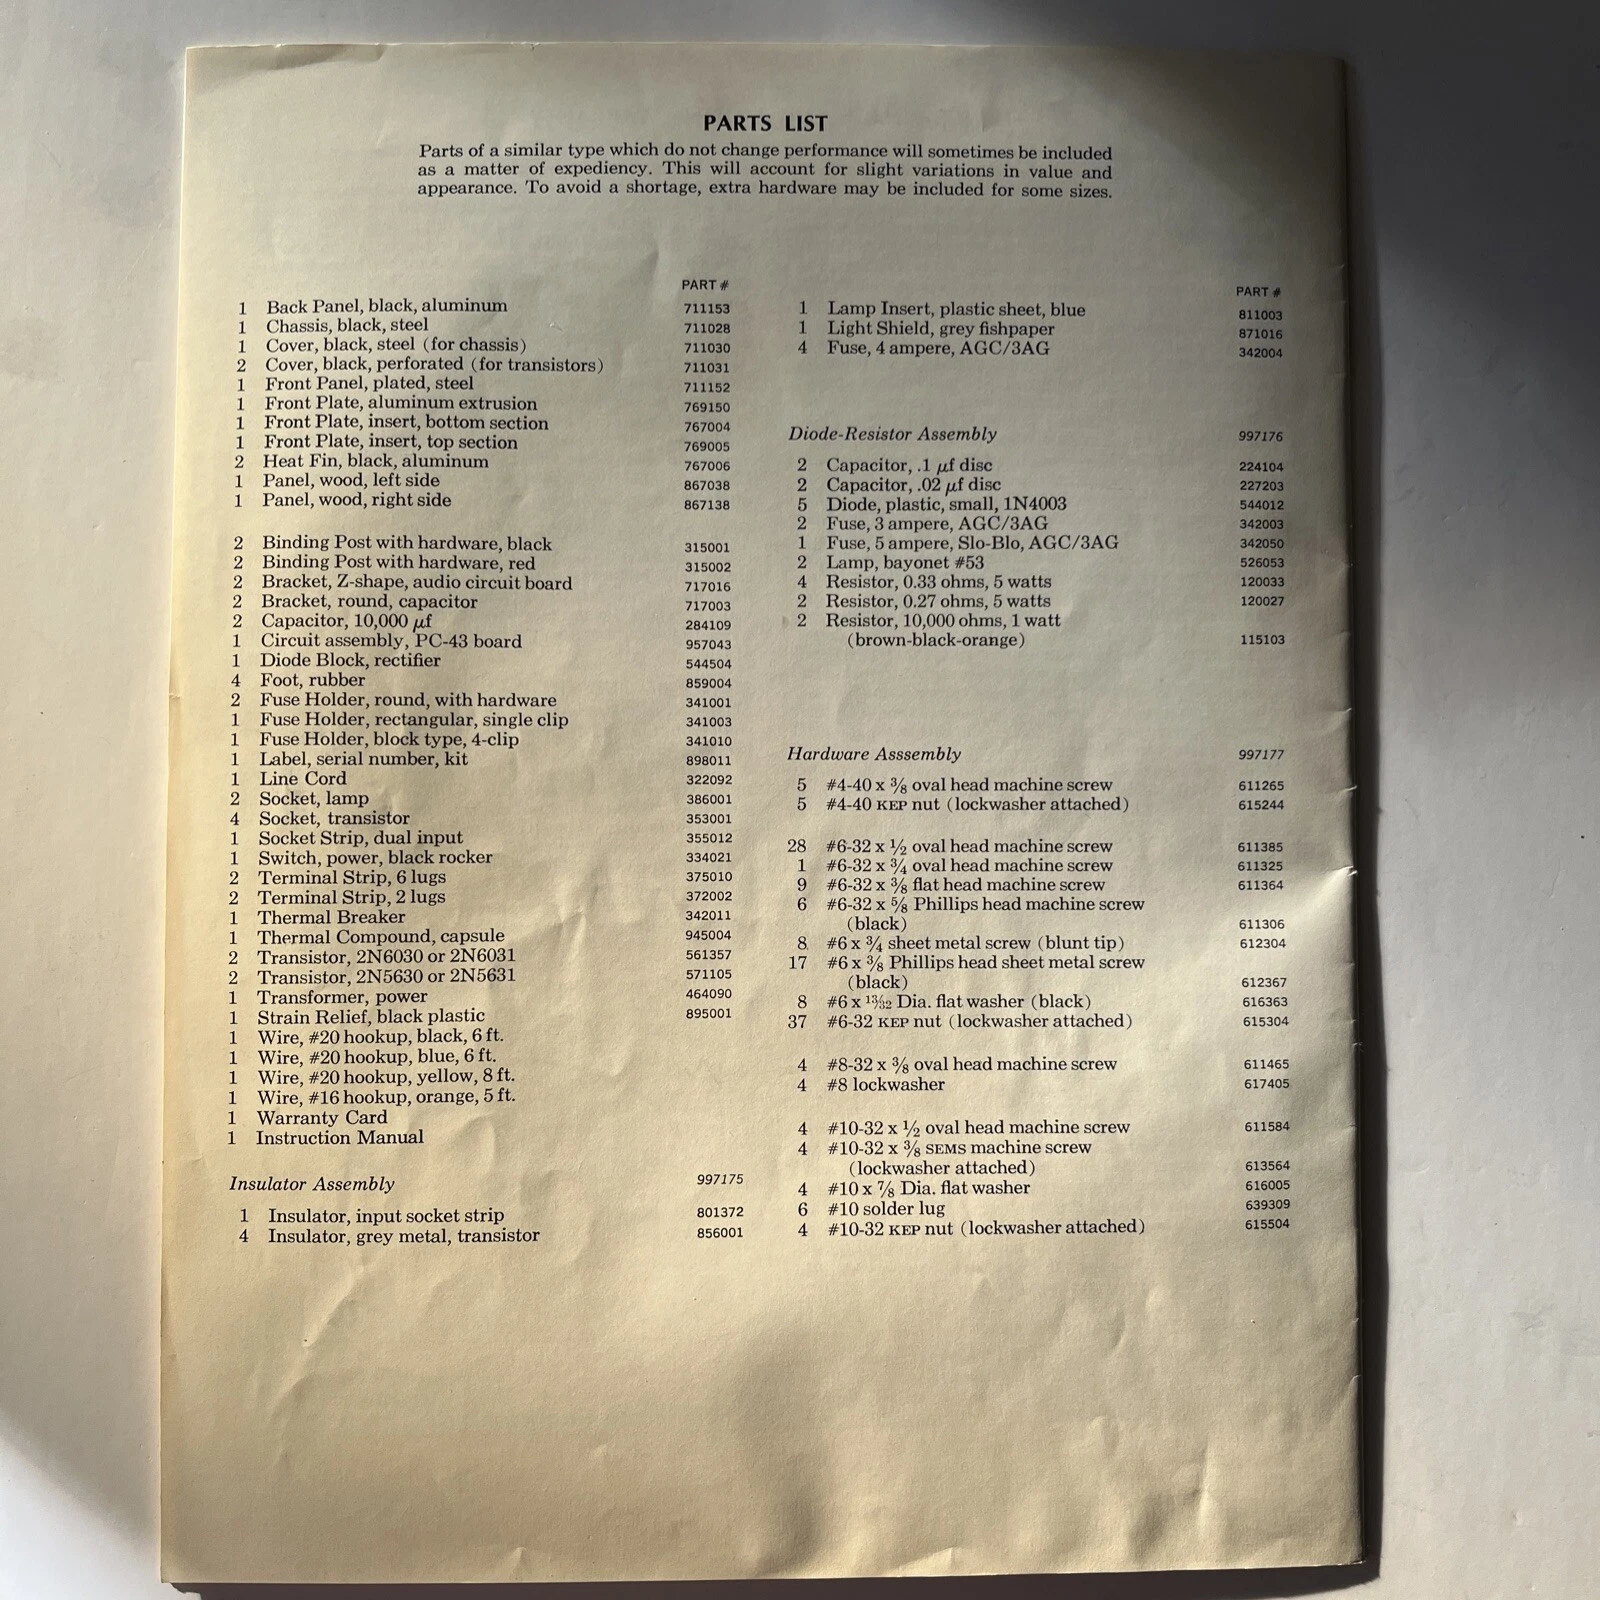 PARTS LIST
Parts of a similar type which do not change performance will sometimes be included
as a matter of expediency. This will account for slight variations in value and
appearance. To avoid a shortage, extra hardware may be included for some sizes.
PART #
1 Back Panel, black, aluminum 711153
1 Chassis, black, steel 711028
1 Cover, black, steel (for chassis) 711030
2 Cover, black, perforated (for transistors) 711031
1 Front Panel, plated, steel 711152
1 Front Plate, aluminum extrusion 769150
1 Front Plate, insert, bottom section 767004
1 Front Plate, insert, top section 769005
2 Heat Fin, black, aluminum 767006
1 Panel, wood, left side 867038
1 Panel, wood, right side 867138
2 Binding Post with hardware, black 315001
2 Binding Post with hardware, red 315002
2 Bracket, Z-shape, audio circuit board 717016
2 Bracket, round, capacitor 717003
2 Capacitor, 10,000 µf 284109
1 Circuit assembly, PC-43 board 957043
1 Diode Block, rectifier 544504
4 Foot, rubber 859004
2 Fuse Holder, round, with hardware 341001
1 Fuse Holder, rectangular, single clip 341003
1 Fuse Holder, block type, 4-clip 341010
1 Label, serial number, kit 898011
1 Line Cord 322092
2 Socket, lamp 386001
4 Socket, transistor 353001
1 Socket Strip, dual input 355012
1 Switch, power, black rocker 334021
2 Terminal Strip, 6 lugs 375010
2 Terminal Strip, 2 lugs 372002
1 Thermal Breaker 342011
1 Thermal Compound, capsule 945004
2 Transistor, 2N6030 or 2N6031 561357
2 Transistor, 2N5630 or 2N5631 571105
1 Transformer, power 464090
1 Strain Relief, black plastic 895001
1 Wire, #20 hookup, black, 6 ft.
1 Wire, #20 hookup, blue, 6 ft.
1 Wire, #20 hookup, yellow, 8 ft.
1 Wire, #16 hookup, orange, 5 ft.
1 Warranty Card
1 Instruction Manual
Insulator Assembly 997175
1 Insulator, input socket strip 801372
4 Insulator, grey metal, transistor 856001
PART #
1 Lamp Insert, plastic sheet, blue 811003
1 Light Shield, grey fishpaper 871016
4 Fuse, 4 ampere, AGC/3AG 342004
Diode-Resistor Assembly 997176
2 Capacitor, .1 µf disc 224104
2 Capacitor, .02 µf disc 227203
5 Diode, plastic, small, 1N4003 544012
2 Fuse, 3 ampere, AGC/3AG 342003
1 Fuse, 5 ampere, Slo-Blo, AGC/3AG 342050
2 Lamp, bayonet #53 526053
4 Resistor, 0.33 ohms, 5 watts 120033
2 Resistor, 0.27 ohms, 5 watts 120027
2 Resistor, 10,000 ohms, 1 watt
(brown-black-orange) 115103
Hardware Asssembly 997177
5 #4-40 x 3/8 oval head machine screw 611265
5 #4-40 KEP nut (lockwasher attached) 615244
28 #6-32 x 1/2 oval head machine screw 611385
1 #6-32 x 3/4 oval head machine screw 611325
9 #6-32 x 3/8 flat head machine screw 611364
6 #6-32 x 5/8 Phillips head machine screw
(black) 611306
8 #6 x 3/4 sheet metal screw (blunt tip) 612304
17 #6 x 3/8 Phillips head sheet metal screw
(black) 612367
8 #6 x 13/32 Dia. flat washer (black) 616363
37 #6-32 KEP nut (lockwasher attached) 615304
4 #8-32 x 3/8 oval head machine screw 611465
4 #8 lockwasher 617405
4 #10-32 x 1/2 oval head machine screw 611584
4 #10-32 x 3/8 SEMS machine screw
(lockwasher attached) 613564
4 #10 x 7/8 Dia. flat washer 616005
6 #10 solder lug 639309
4 #10-32 KEP nut (lockwasher attached) 615504